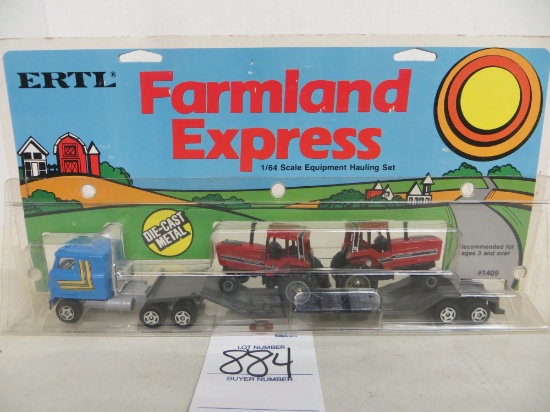 ERTL®
Farmland
Express
1/64 Scale Equipment Hauling Set
DIE-CAST
METAL
Recommended for
ages 3 and over
#1409
LOT NUMBER
884
BUYER NUMBER